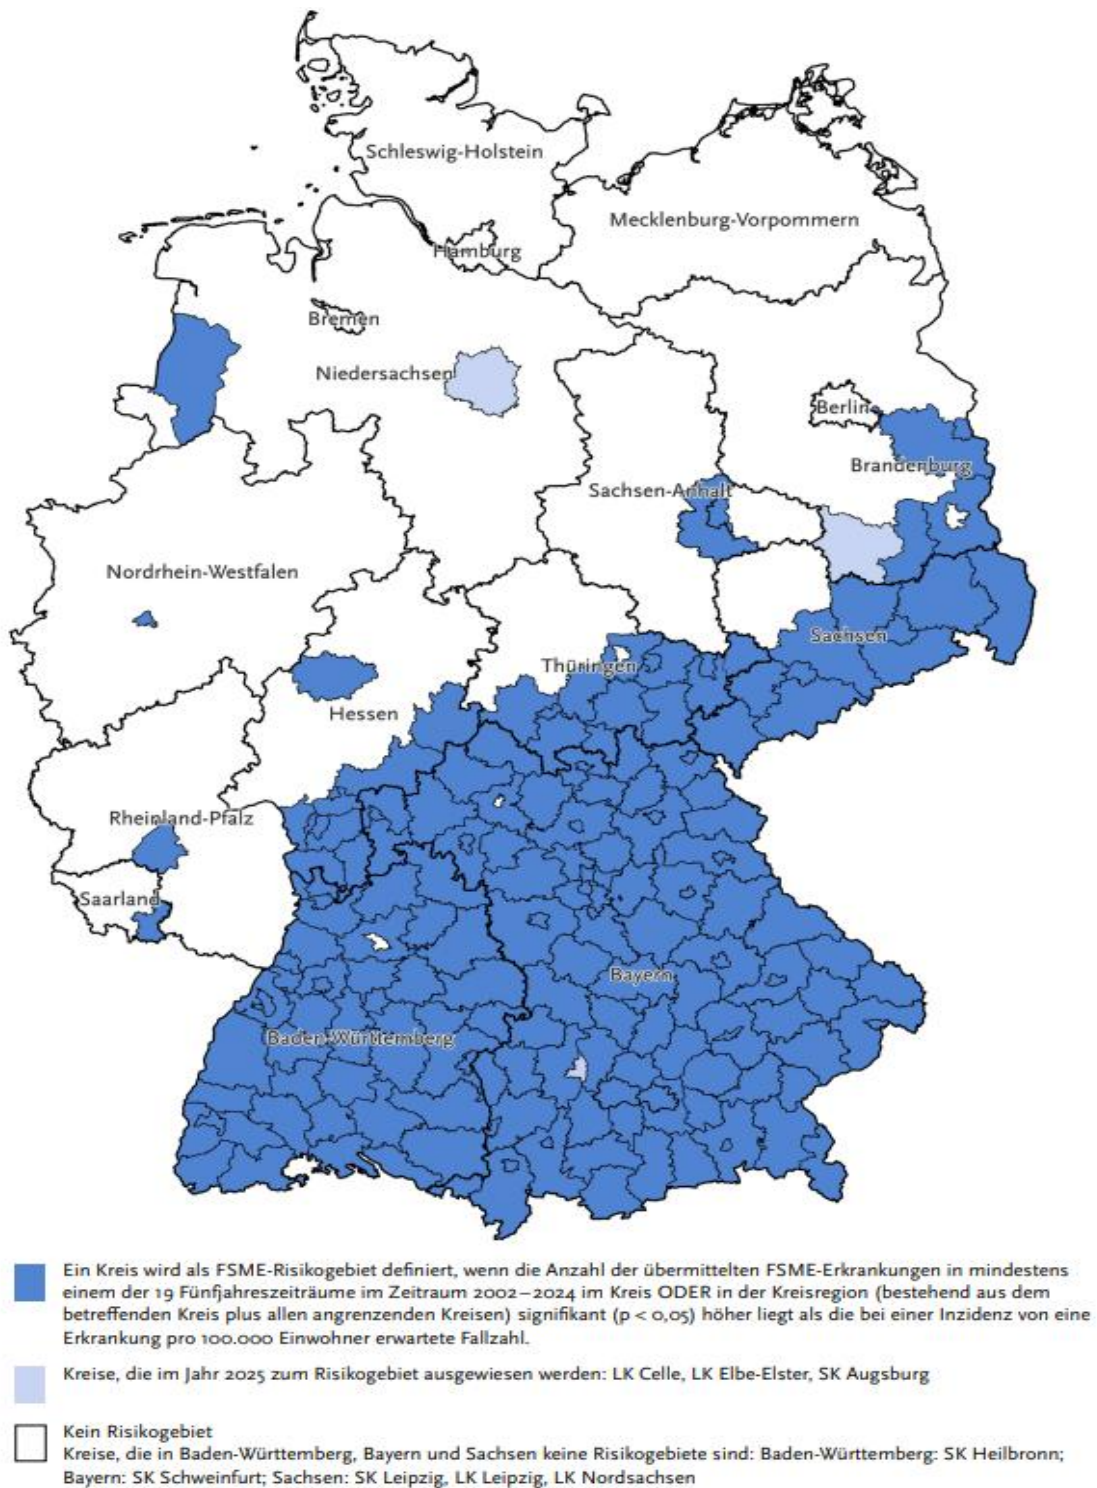 Schleswig-Holstein
Mecklenburg-Vorpommern
Hamburg
Bremen
Niedersachsen
Berlin
Brandenburg
Sachsen-Anhalt
Nordrhein-Westfalen
Sachsen
Thüringen
Hessen
Rheinland-Pfalz
Saarland
Bayern
Baden-Württemberg
Ein Kreis wird als FSME-Risikogebiet definiert, wenn die Anzahl der übermittelten FSME-Erkrankungen in mindestens
einem der 19 Fünfjahreszeiträume im Zeitraum 2002–2024 im Kreis ODER in der Kreisregion (bestehend aus dem
betreffenden Kreis plus allen angrenzenden Kreisen) signifikant (p < 0,05) höher liegt als die bei einer Inzidenz von eine
Erkrankung pro 100.000 Einwohner erwartete Fallzahl.
Kreise, die im Jahr 2025 zum Risikogebiet ausgewiesen werden: LK Celle, LK Elbe-Elster, SK Augsburg
Kein Risikogebiet
Kreise, die in Baden-Württemberg, Bayern und Sachsen keine Risikogebiete sind: Baden-Württemberg: SK Heilbronn;
Bayern: SK Schweinfurt; Sachsen: SK Leipzig, LK Leipzig, LK Nordsachsen